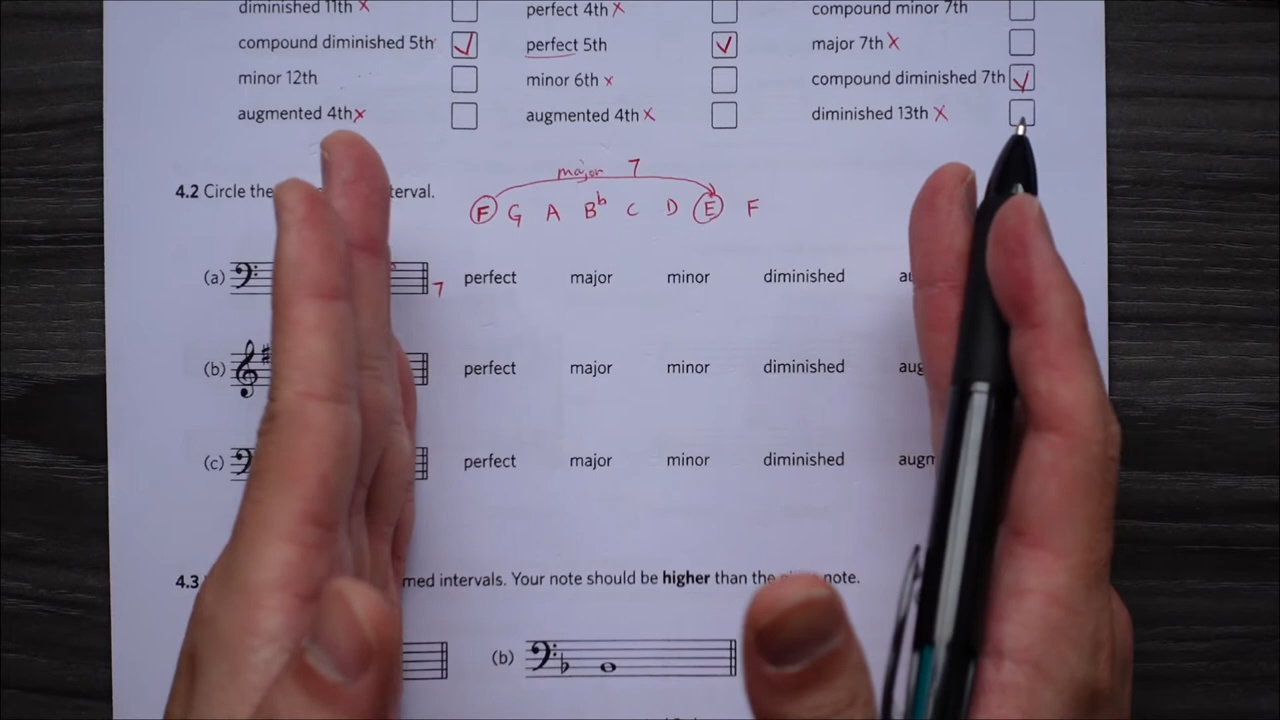 diminished 11th x perfect 4th x compound minor 7th
compound diminished 5th ✓ perfect 5th ✓ major 7th x
minor 12th minor 6th x compound diminished 7th ✓
augmented 4th x augmented 4th x diminished 13th x
major 7
4.2 Circle the interval.
F G A Bb C D E F
(a) 7 perfect major minor diminished
(b) perfect major minor diminished
(c) perfect major minor diminished
4.3 intervals. Your note should be higher than the note.
(b)